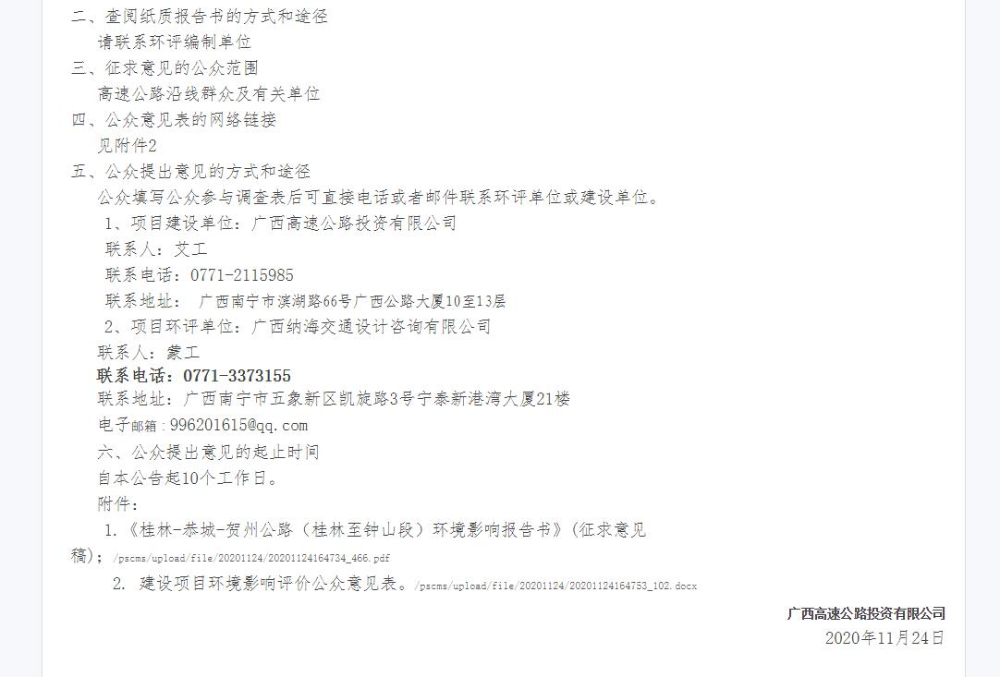 二、查阅纸质报告书的方式和途径
请联系环评编制单位
三、征求意见的公众范围
高速公路沿线群众及有关单位
四、公众意见表的网络链接
见附件2
五、公众提出意见的方式和途径
公众填写公众参与调查表后可直接电话或者邮件联系环评单位或建设单位。
1、项目建设单位：广西高速公路投资有限公司
联系人：艾工
联系电话：0771-2115985
联系地址： 广西南宁市滨湖路66号广西公路大厦10至13层
2、项目环评单位：广西纳海交通设计咨询有限公司
联系人：蒙工
联系电话：0771-3373155
联系地址：广西南宁市五象新区凯旋路3号宁泰新港湾大厦21楼
电子邮箱：996201615@qq.com
六、公众提出意见的起止时间
自本公告起10个工作日。
附件：
1.《桂林-恭城-贺州公路（桂林至钟山段）环境影响报告书》(征求意见
稿)；/pscms/upload/file/20201124/20201124164734_466.pdf
2. 建设项目环境影响评价公众意见表。/pscms/upload/file/20201124/20201124164753_102.docx
广西高速公路投资有限公司
2020年11月24日